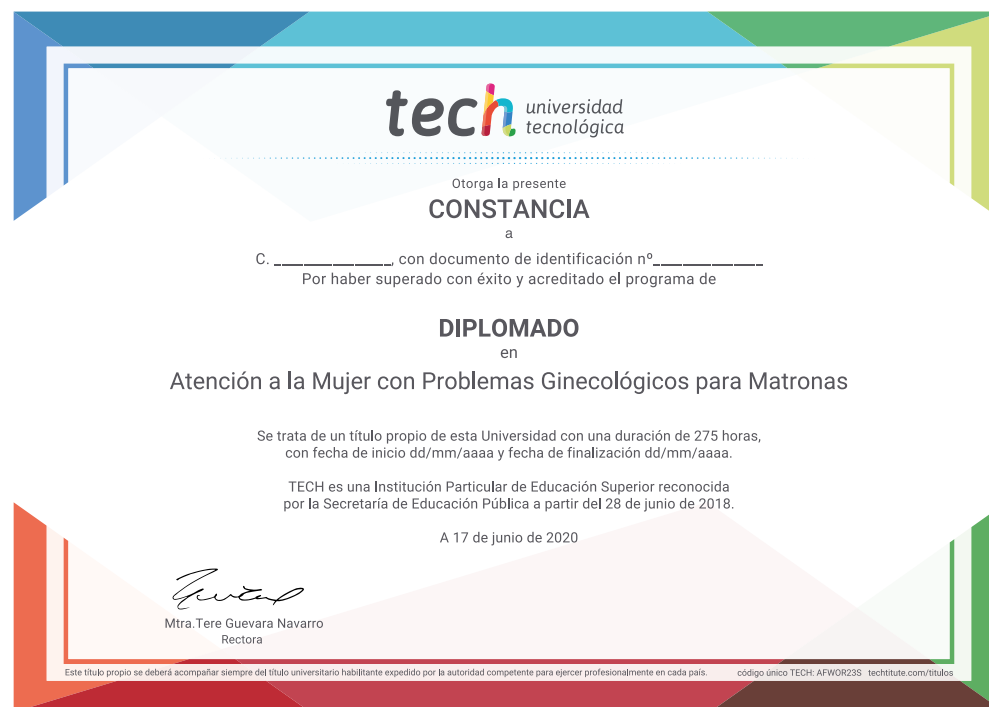 tech universidad
tecnológica
Otorga la presente
CONSTANCIA
a
C. ________________, con documento de identificación nº_______________
Por haber superado con éxito y acreditado el programa de
DIPLOMADO
en
Atención a la Mujer con Problemas Ginecológicos para Matronas
Se trata de un título propio de esta Universidad con una duración de 275 horas,
con fecha de inicio dd/mm/aaaa y fecha de finalización dd/mm/aaaa.
TECH es una Institución Particular de Educación Superior reconocida
por la Secretaría de Educación Pública a partir del 28 de junio de 2018.
A 17 de junio de 2020
Mtra.Tere Guevara Navarro
Rectora
Este título propio se deberá acompañar siempre del título universitario habilitante expedido por la autoridad competente para ejercer profesionalmente en cada país. código único TECH: AFWOR23S techtitute.com/titulos